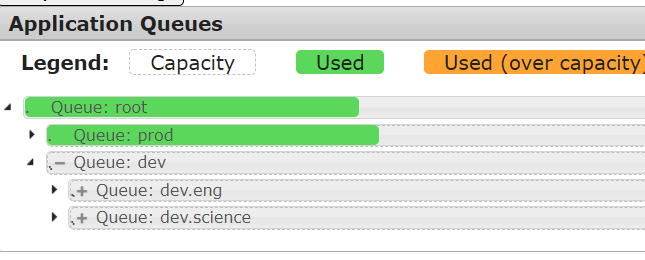 Application Queues
Legend: Capacity Used Used (over capacity)
Queue: root
Queue: prod
Queue: dev
Queue: dev.eng
Queue: dev.science